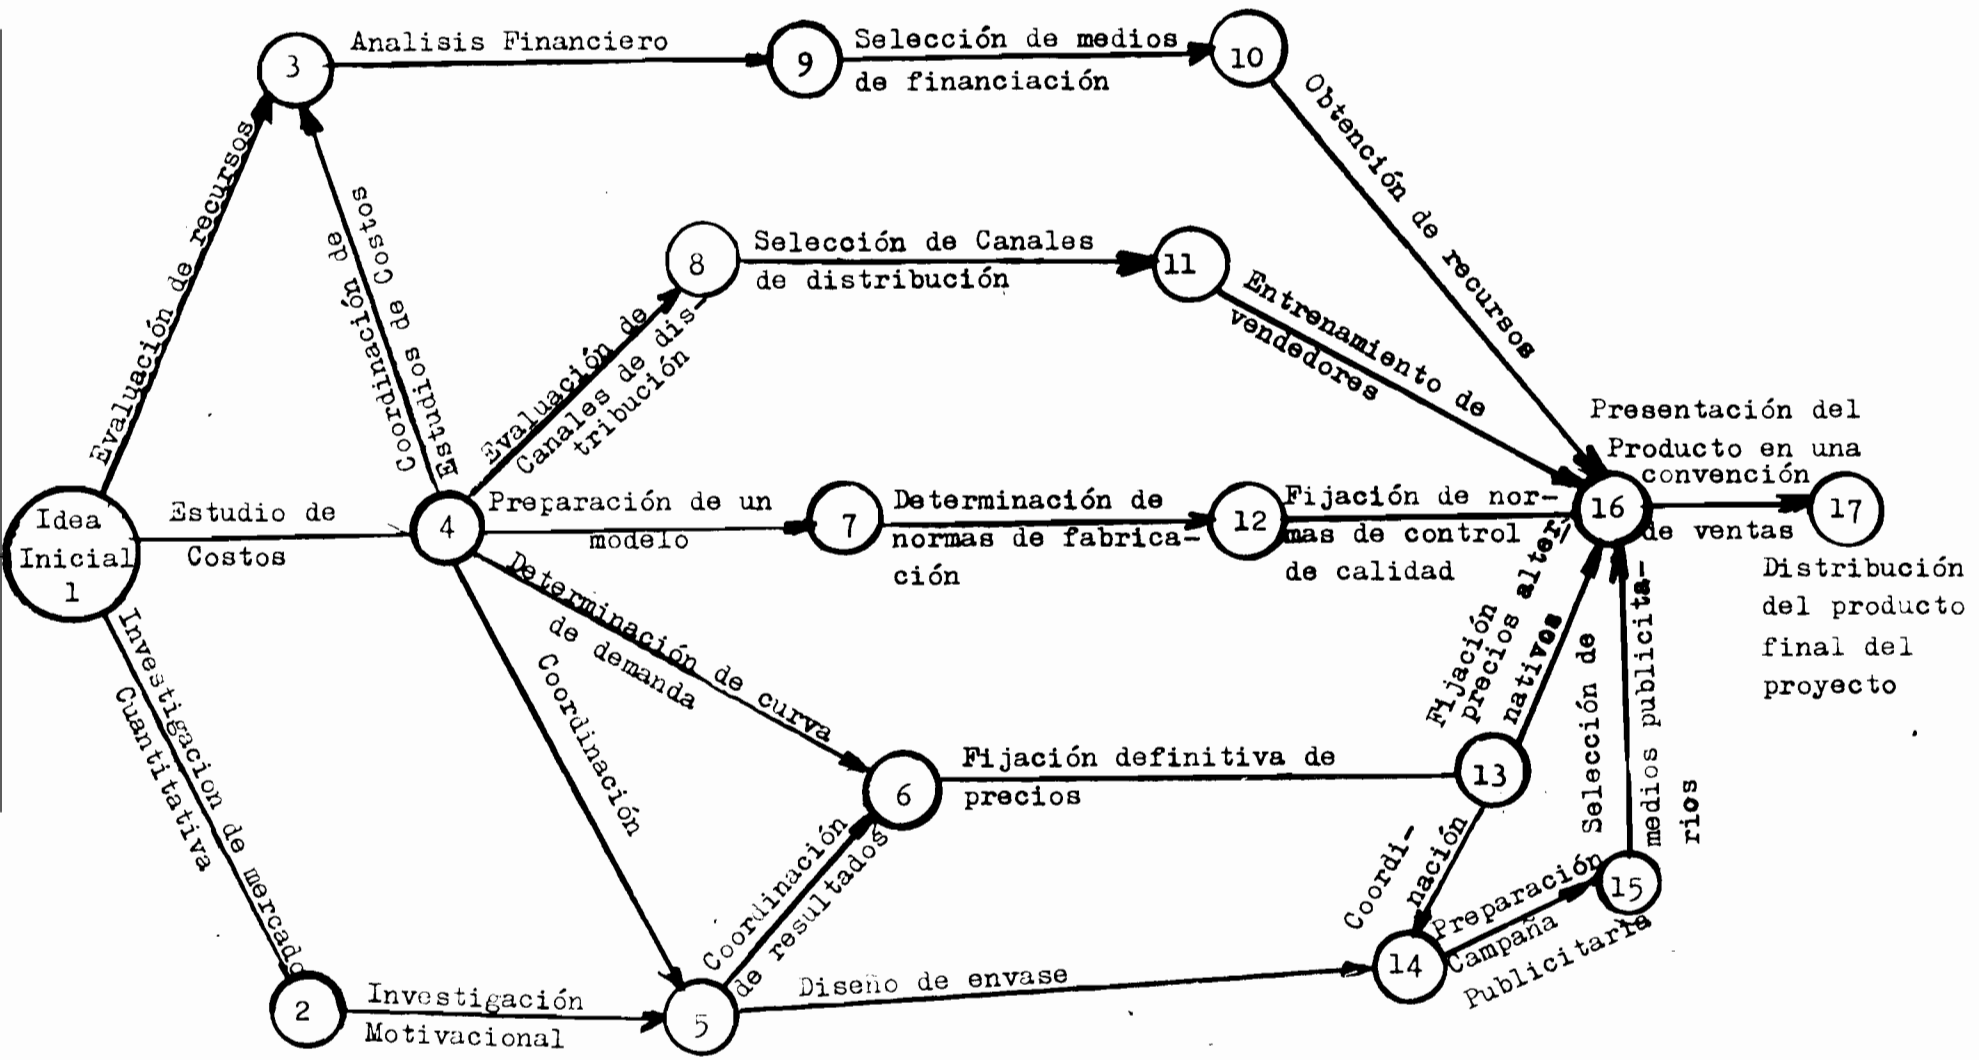 3
Analisis Financiero
9
Selección de medios
de financiación
10
Obtención de recursos
Evaluación de recursos
Coordinación de
Estudios de Costos
8
Selección de Canales
de distribución
11
Entrenamiento de
vendedores
Evaluación de
Canales de dis-
tribución
Presentación del
Producto en una
convención
de ventas
Idea
Inicial
1
Estudio de
Costos
4
Preparación de un
modelo
7
Determinación de
normas de fabrica-
ción
12
Fijación de nor-
mas de control
de calidad
16
17
Distribución
del producto
final del
proyecto
Determinación de curva
de demanda
Coordinación
Investigacion de mercado
Cuantitativa
Fijación
precios alter-
nativos
Selección de
medios publicita-
rios
6
Fijación definitiva de
precios
13
Coordinación
de resultados
Coordi-
nación
Preparación
Campaña
Publicitaria
15
14
2
Investigación
Motivacional
5
Diseño de envase